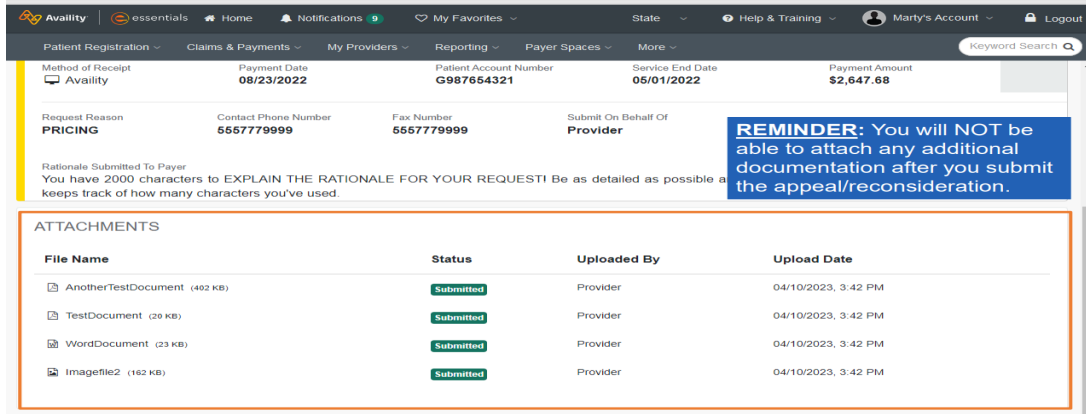 Availity essentials Home Notifications 9 My Favorites State Help & Training Marty's Account Logout
Patient Registration Claims & Payments My Providers Reporting Payer Spaces More Keyword Search
Method of Receipt Payment Date Patient Account Number Service End Date Payment Amount
Availity 08/23/2022 G987654321 05/01/2022 $2,647.68
Request Reason Contact Phone Number Fax Number Submit On Behalf Of
PRICING 5557779999 5557779999 Provider
REMINDER: You will NOT be
able to attach any additional
documentation after you submit
the appeal/reconsideration.
Rationale Submitted To Payer
You have 2000 characters to EXPLAIN THE RATIONALE FOR YOUR REQUEST! Be as detailed as possible a
keeps track of how many characters you've used.
ATTACHMENTS
File Name Status Uploaded By Upload Date
AnotherTestDocument (402 KB) Submitted Provider 04/10/2023, 3:42 PM
TestDocument (20 KB) Submitted Provider 04/10/2023, 3:42 PM
WordDocument (23 KB) Submitted Provider 04/10/2023, 3:42 PM
Imagefile2 (162 KB) Submitted Provider 04/10/2023, 3:42 PM